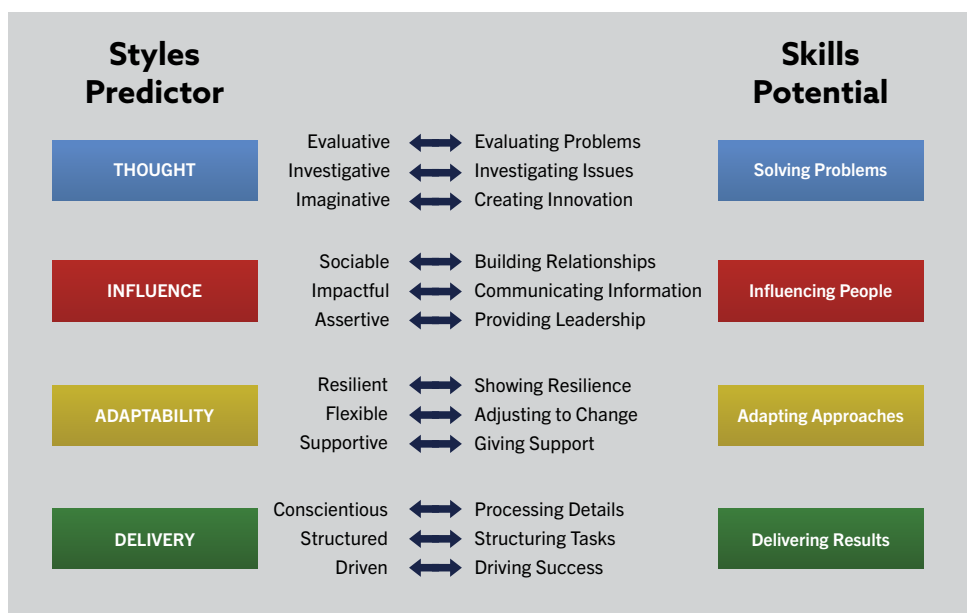 Styles
Predictor
Skills
Potential
THOUGHT
Evaluative
Evaluating Problems
Investigative
Investigating Issues
Imaginative
Creating Innovation
Solving Problems
INFLUENCE
Sociable
Building Relationships
Impactful
Communicating Information
Assertive
Providing Leadership
Influencing People
ADAPTABILITY
Resilient
Showing Resilience
Flexible
Adjusting to Change
Supportive
Giving Support
Adapting Approaches
DELIVERY
Conscientious
Processing Details
Structured
Structuring Tasks
Driven
Driving Success
Delivering Results